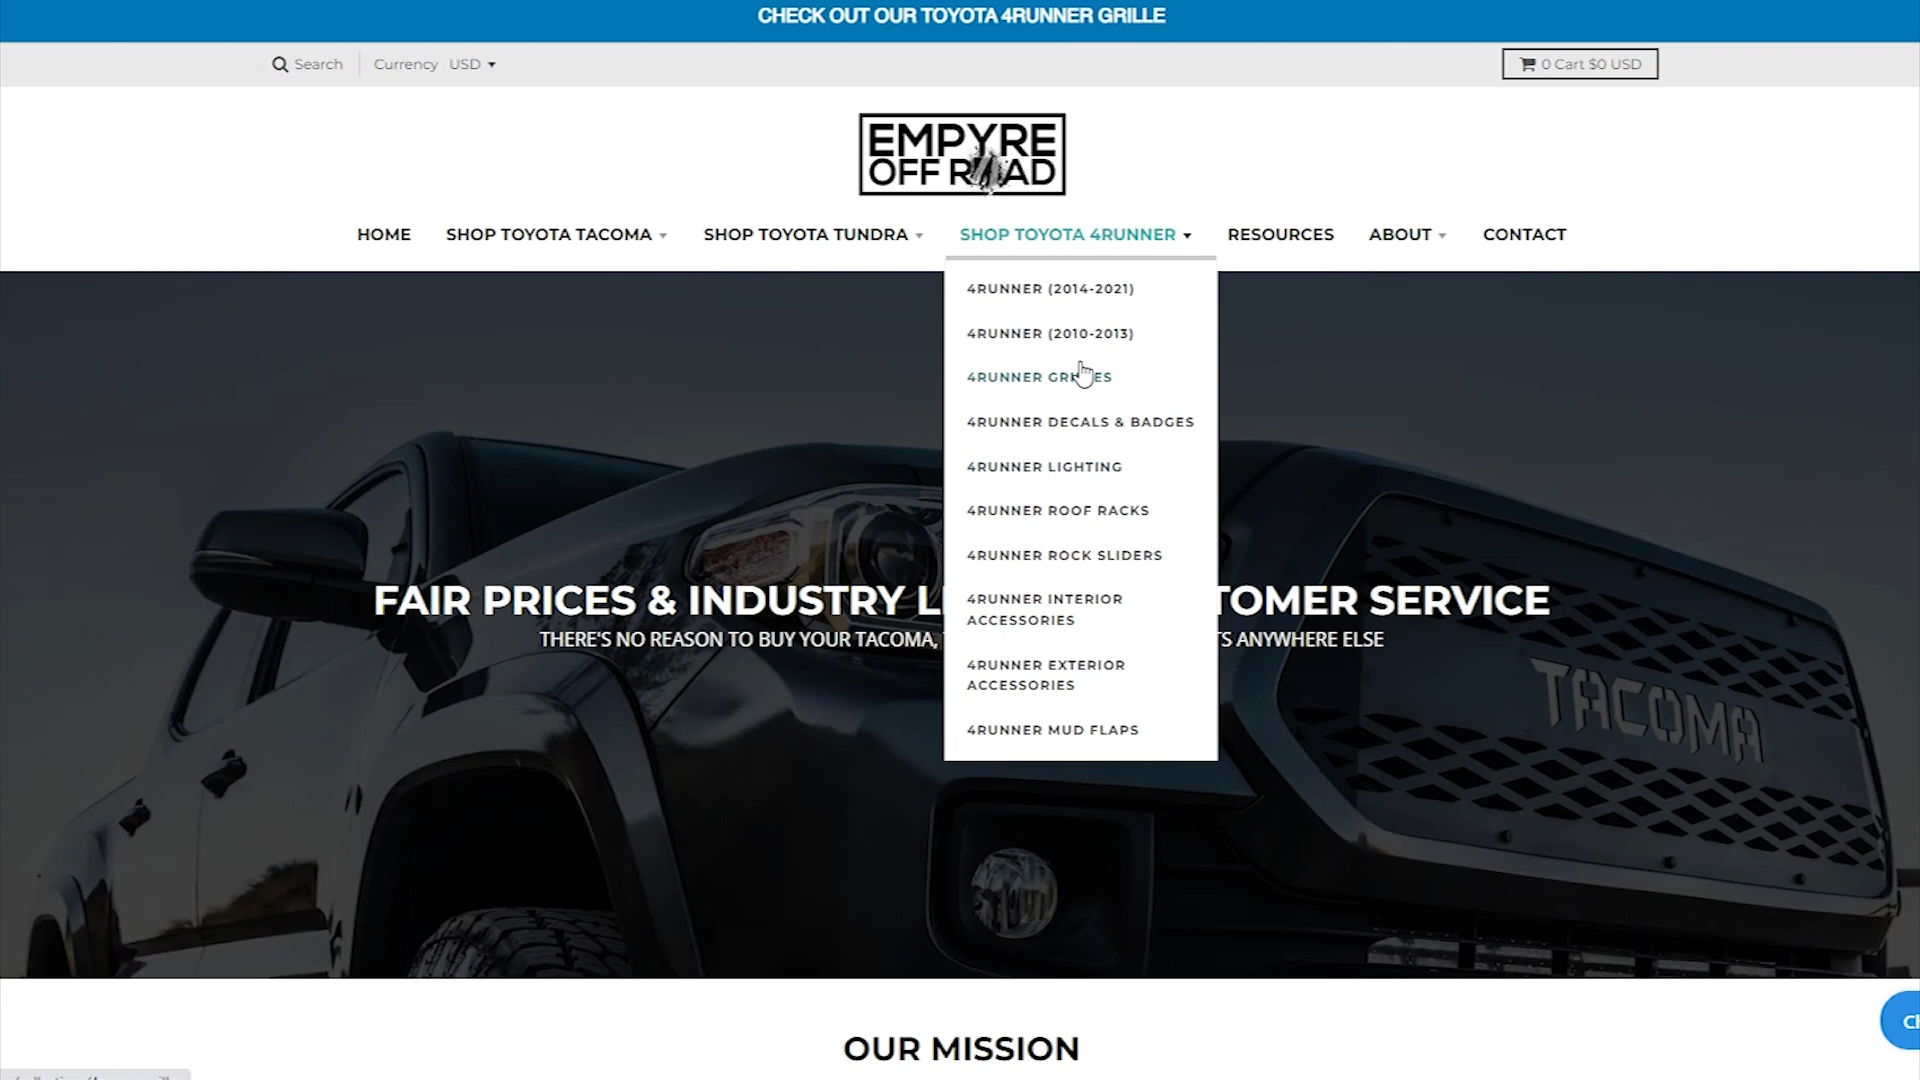 CHECK OUT OUR TOYOTA 4RUNNER GRILLE
Search
Currency USD
0 Cart $0 USD
EMPYRE
OFF ROAD
HOME
SHOP TOYOTA TACOMA
SHOP TOYOTA TUNDRA
SHOP TOYOTA 4RUNNER
RESOURCES
ABOUT
CONTACT
4RUNNER (2014-2021)
4RUNNER (2010-2013)
4RUNNER GRILLES
4RUNNER DECALS & BADGES
4RUNNER LIGHTING
4RUNNER ROOF RACKS
4RUNNER ROCK SLIDERS
4RUNNER INTERIOR
ACCESSORIES
4RUNNER EXTERIOR
ACCESSORIES
4RUNNER MUD FLAPS
FAIR PRICES & INDUSTRY
SERVICE
THERE'S NO REASON TO BUY YOUR TACOMA,
ANYWHERE ELSE
TACOMA
OUR MISSION